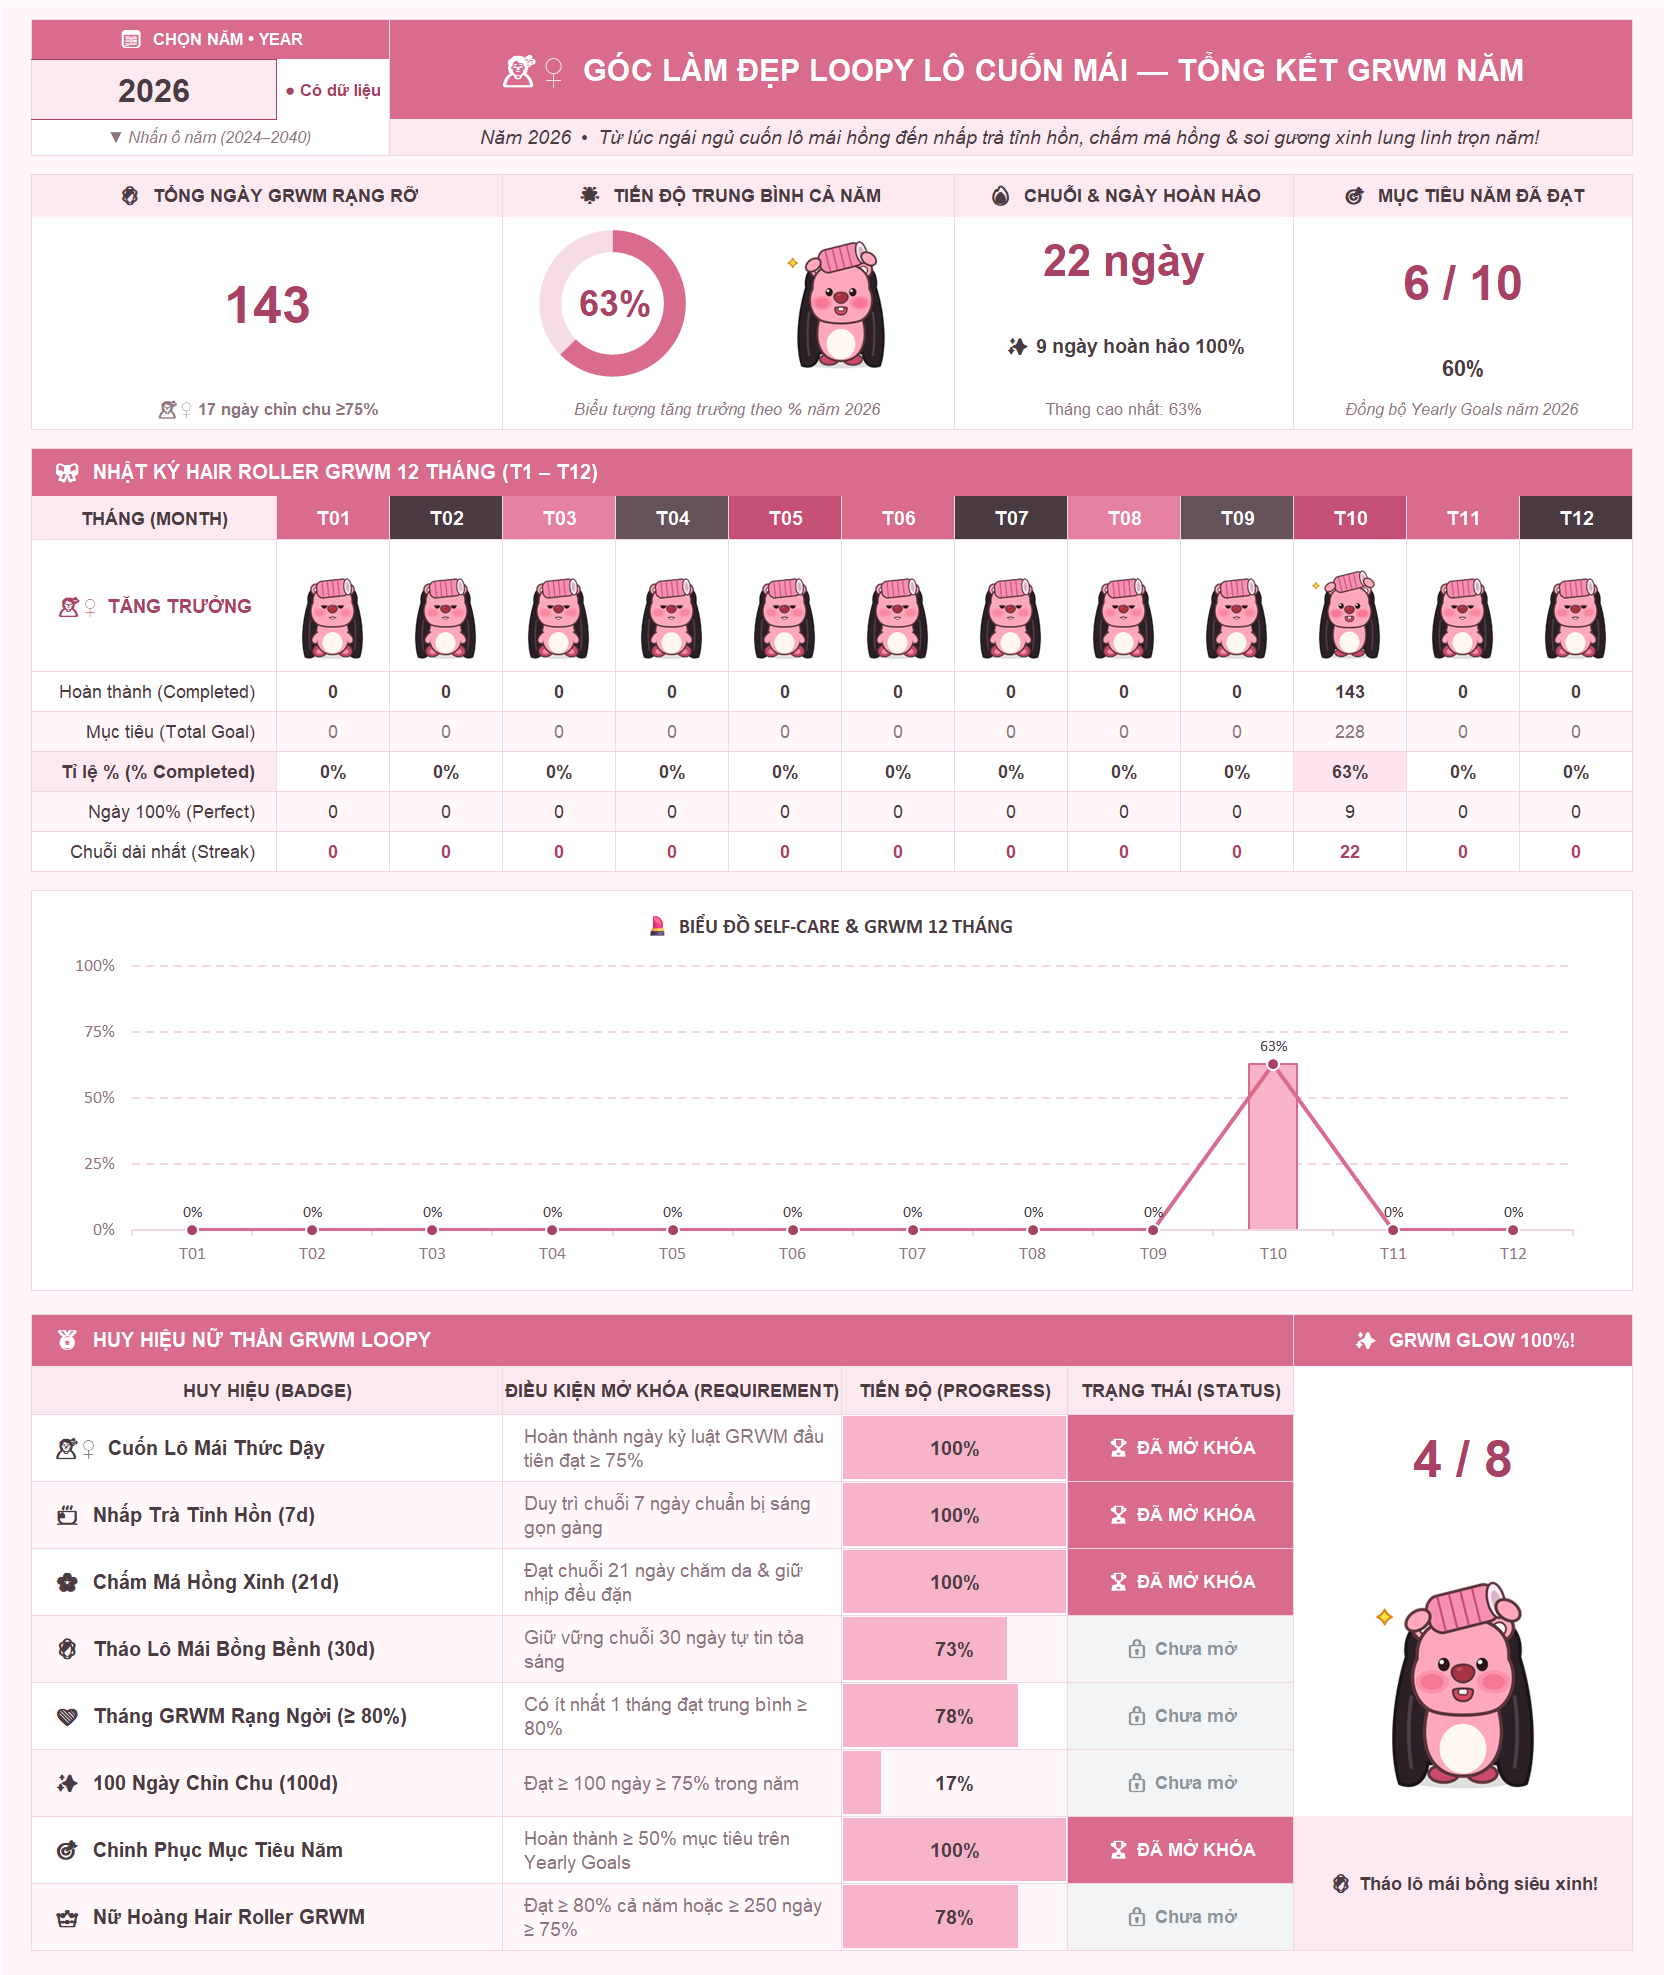 CHỌN NĂM • YEAR
2026
● Có dữ liệu
▼ Nhấn ô năm (2024–2040)
GÓC LÀM ĐẸP LOOPY LÔ CUỐN MÁI — TỔNG KẾT GRWM NĂM
Năm 2026 • Từ lúc ngái ngủ cuốn lô mái hồng đến nhấp trà tỉnh hồn, chấm má hồng & soi gương xinh lung linh trọn năm!
TỔNG NGÀY GRWM RẠNG RỠ
143
17 ngày chỉn chu ≥75%
TIẾN ĐỘ TRUNG BÌNH CẢ NĂM
63%
Biểu tượng tăng trưởng theo % năm 2026
CHUỖI & NGÀY HOÀN HẢO
22 ngày
9 ngày hoàn hảo 100%
Tháng cao nhất: 63%
MỤC TIÊU NĂM ĐÃ ĐẠT
6 / 10
60%
Đồng bộ Yearly Goals năm 2026
NHẬT KÝ HAIR ROLLER GRWM 12 THÁNG (T1 – T12)
THÁNG (MONTH) T01 T02 T03 T04 T05 T06 T07 T08 T09 T10 T11 T12
TĂNG TRƯỞNG
Hoàn thành (Completed) 0 0 0 0 0 0 0 0 0 143 0 0
Mục tiêu (Total Goal) 0 0 0 0 0 0 0 0 0 228 0 0
Tỉ lệ % (% Completed) 0% 0% 0% 0% 0% 0% 0% 0% 0% 63% 0% 0%
Ngày 100% (Perfect) 0 0 0 0 0 0 0 0 0 9 0 0
Chuỗi dài nhất (Streak) 0 0 0 0 0 0 0 0 0 22 0 0
BIỂU ĐỒ SELF-CARE & GRWM 12 THÁNG
100%
75%
63%
50%
25%
0% 0% 0% 0% 0% 0% 0% 0% 0% 0% 0%
0%
T01 T02 T03 T04 T05 T06 T07 T08 T09 T10 T11 T12
HUY HIỆU NỮ THẦN GRWM LOOPY
HUY HIỆU (BADGE) ĐIỀU KIỆN MỞ KHÓA (REQUIREMENT) TIẾN ĐỘ (PROGRESS) TRẠNG THÁI (STATUS)
Cuốn Lô Mái Thức Dậy
Hoàn thành ngày kỷ luật GRWM đầu
tiên đạt ≥ 75%
100%
ĐÃ MỞ KHÓA
Nhấp Trà Tỉnh Hồn (7d)
Duy trì chuỗi 7 ngày chuẩn bị sáng
gọn gàng
100%
ĐÃ MỞ KHÓA
Chấm Má Hồng Xinh (21d)
Đạt chuỗi 21 ngày chăm da & giữ
nhịp đều đặn
100%
ĐÃ MỞ KHÓA
Tháo Lô Mái Bồng Bềnh (30d)
Giữ vững chuỗi 30 ngày tự tin tỏa
sáng
73%
Chưa mở
Tháng GRWM Rạng Ngời (≥ 80%)
Có ít nhất 1 tháng đạt trung bình ≥
80%
78%
Chưa mở
100 Ngày Chỉn Chu (100d)
Đạt ≥ 100 ngày ≥ 75% trong năm
17%
Chưa mở
Chinh Phục Mục Tiêu Năm
Hoàn thành ≥ 50% mục tiêu trên
Yearly Goals
100%
ĐÃ MỞ KHÓA
Nữ Hoàng Hair Roller GRWM
Đạt ≥ 80% cả năm hoặc ≥ 250 ngày
≥ 75%
78%
Chưa mở
GRWM GLOW 100%!
4 / 8
Tháo lô mái bồng siêu xinh!